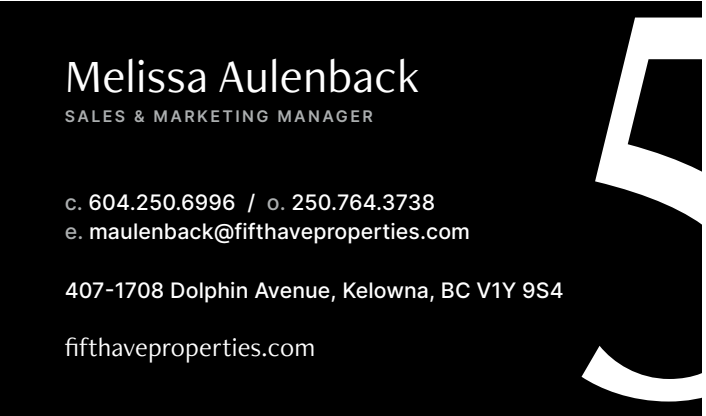 Melissa Aulenback
SALES & MARKETING MANAGER
c. 604.250.6996 / o. 250.764.3738
e. maulenback@fifthaveproperties.com
407-1708 Dolphin Avenue, Kelowna, BC V1Y 9S4
fifthaveproperties.com
5